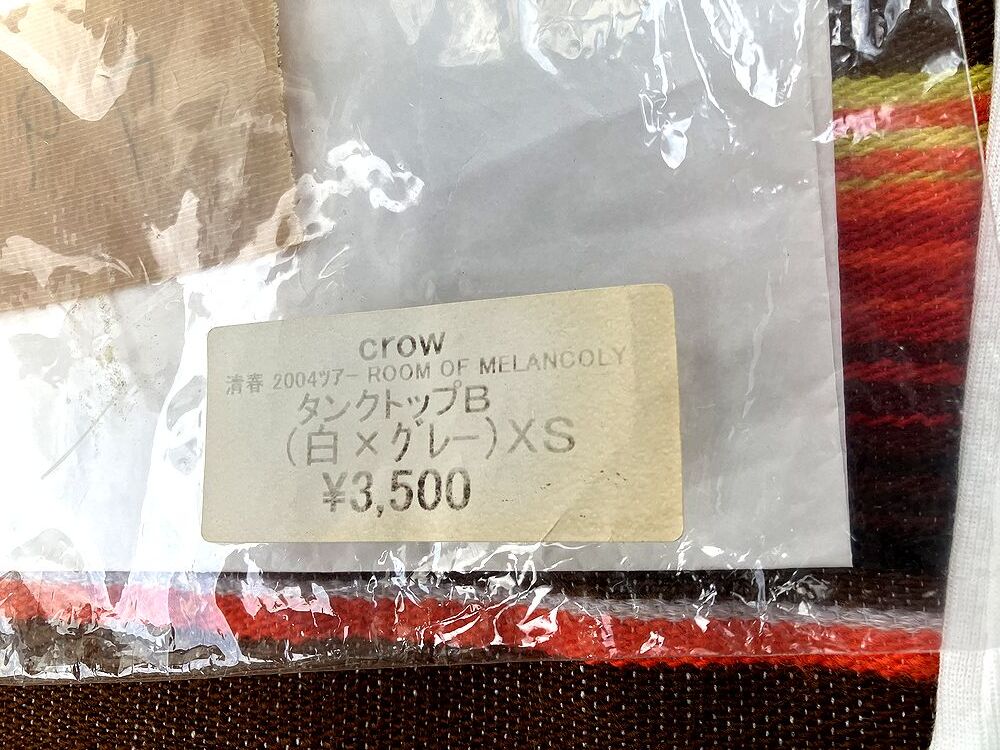 crow
清春 2004ﾂｱｰ ROOM OF MELANCOLY
タンクトップB
(白×ｸﾞﾚｰ)XS
¥3,500